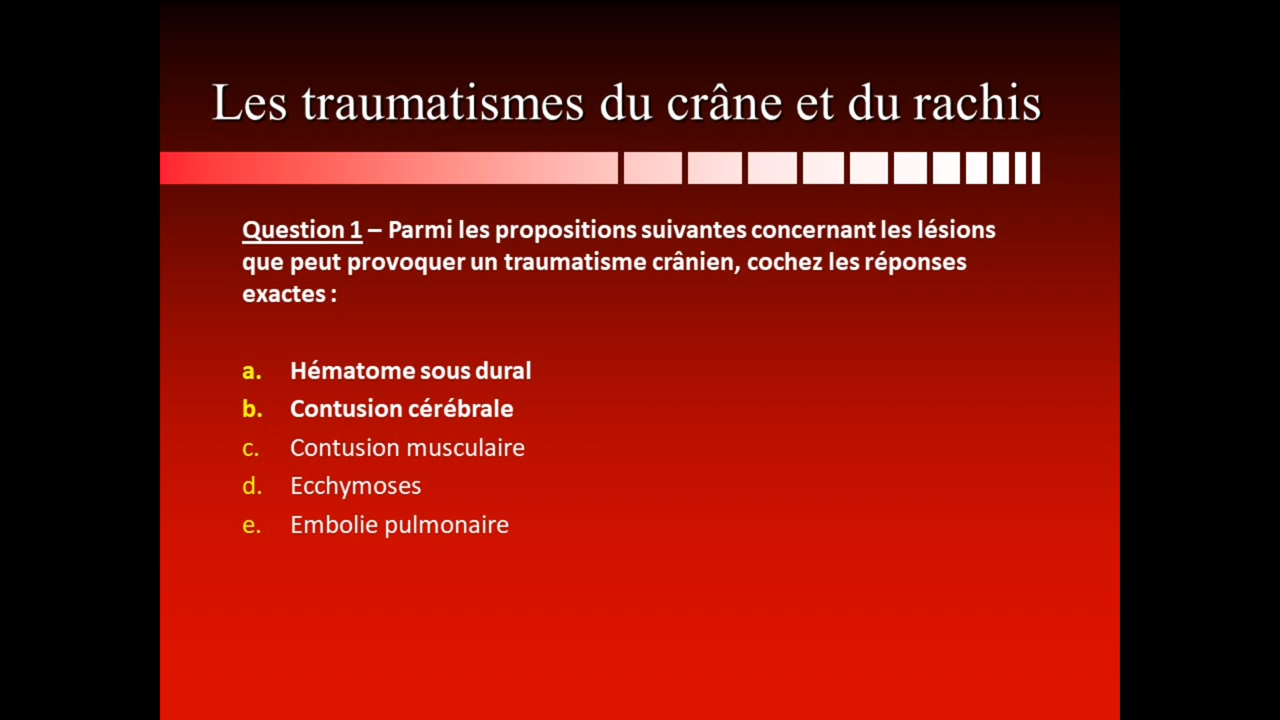 Les traumatismes du crâne et du rachis
Question 1 – Parmi les propositions suivantes concernant les lésions
que peut provoquer un traumatisme crânien, cochez les réponses
exactes :
a. Hématome sous dural
b. Contusion cérébrale
c. Contusion musculaire
d. Ecchymoses
e. Embolie pulmonaire